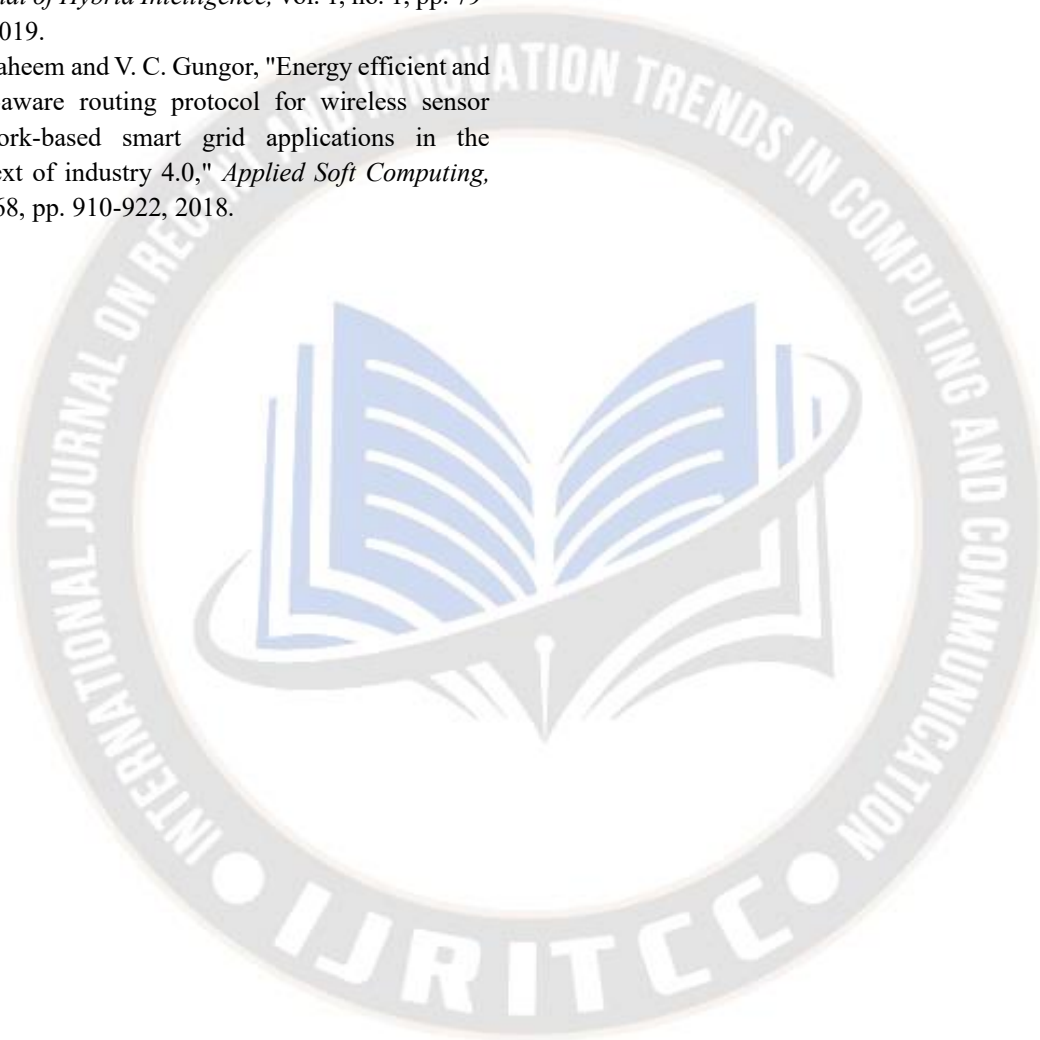 of Hybrid Intelligence, vol. 1, no. 1, pp. 79-
019.
aheem and V. C. Gungor, "Energy efficient and
aware routing protocol for wireless sensor
ork-based smart grid applications in the
ext of industry 4.0," Applied Soft Computing,
68, pp. 910-922, 2018.
INTERNATIONAL JOURNAL ON RECENT AND INNOVATION TRENDS IN COMPUTING AND COMMUNICATION
IJRITCC